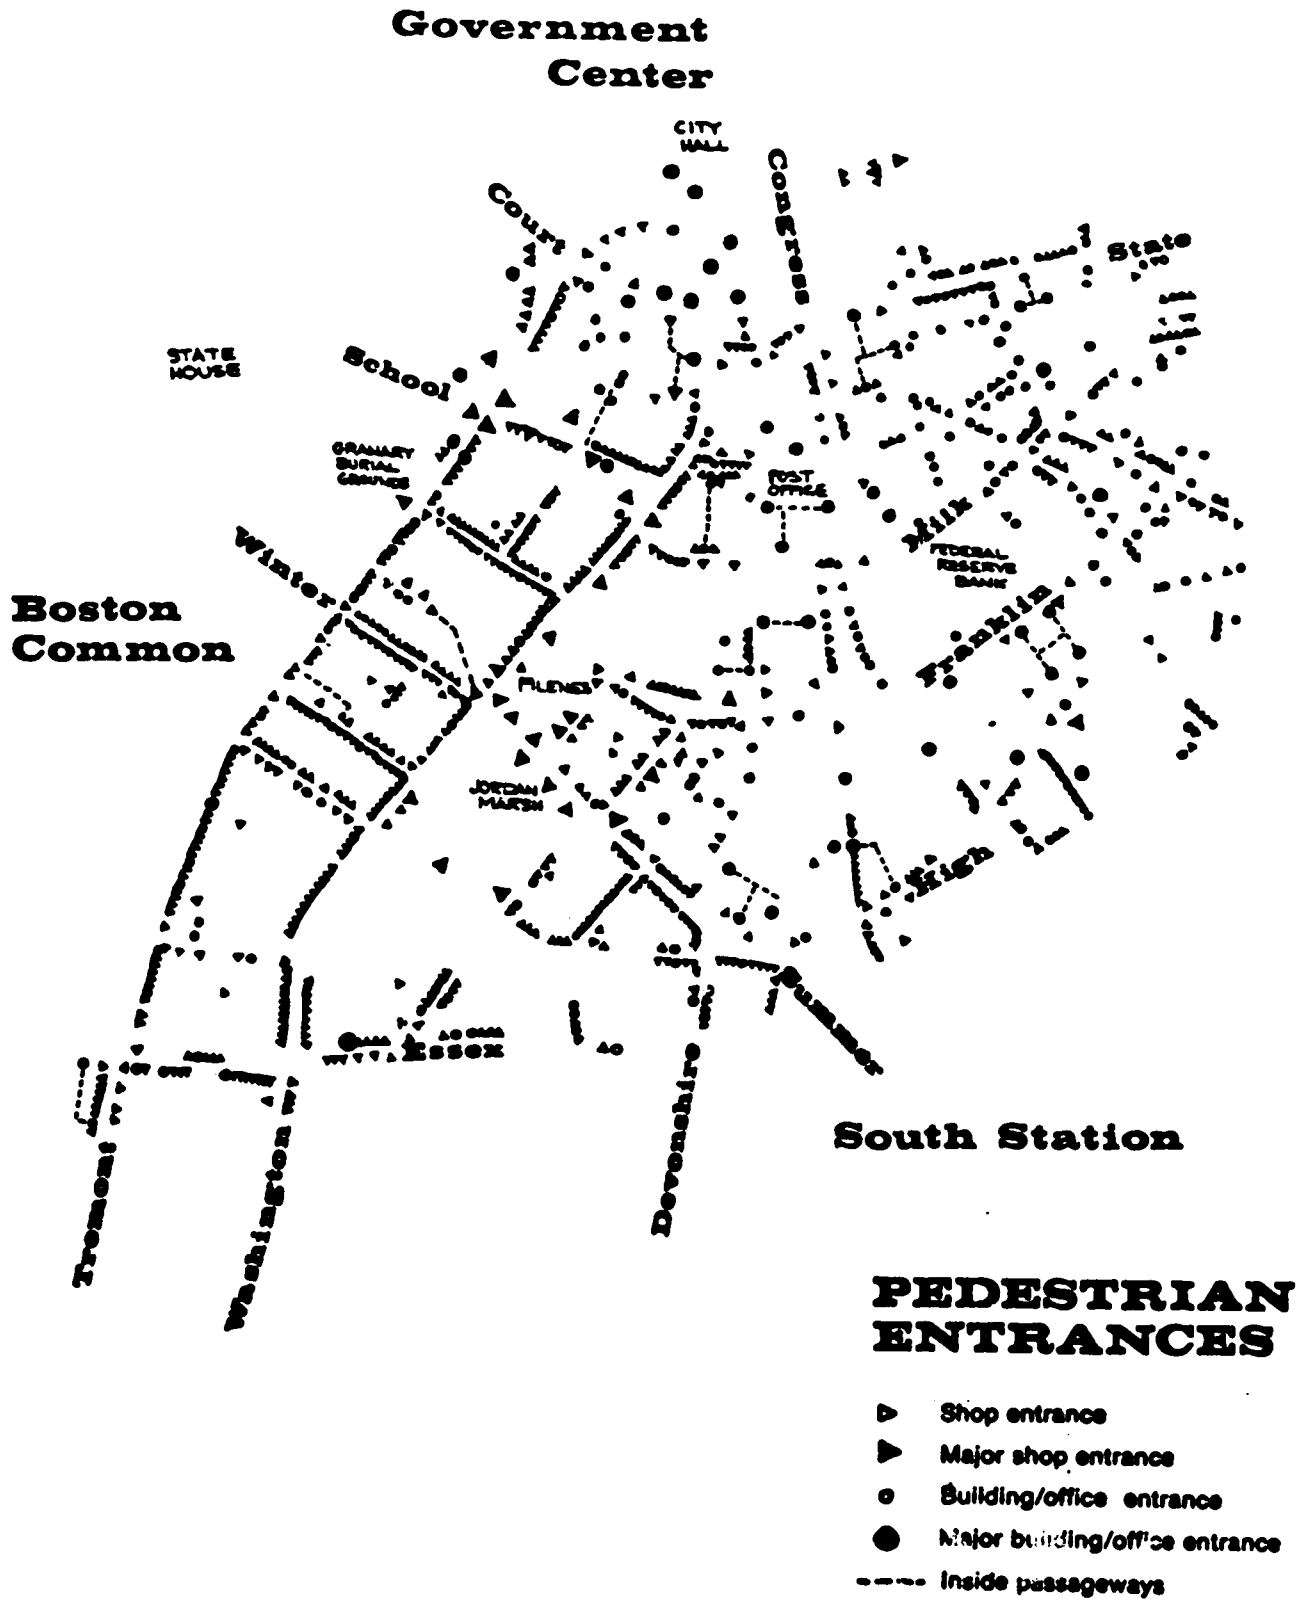 Government
Center
CITY
HALL
Congress
Court
State
STATE
HOUSE
School
GRANARY
BURIAL
GROUNDS
POST
OFFICE
Milk
FEDERAL
RESERVE
BANK
Winter
Boston
Common
Franklin
FILENES
JORDAN
MARSH
High
Essex
Summer
Devonshire
South Station
Tremont
Washington
PEDESTRIAN
ENTRANCES
Shop entrance
Major shop entrance
Building/office entrance
Major building/office entrance
Inside passageways